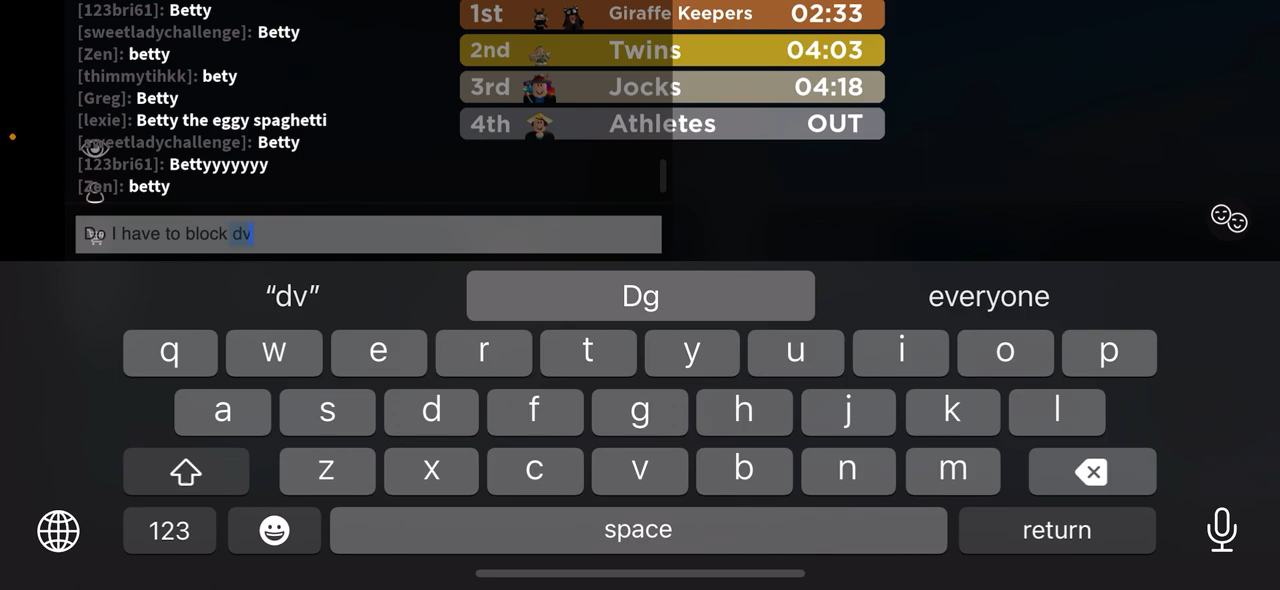 [123bri61]: Betty
[sweetladychallenge]: Betty
[Zen]: betty
[thimmytihkk]: bety
[Greg]: Betty
[lexie]: Betty the eggy spaghetti
[sweetladychallenge]: Betty
[123bri61]: Bettyyyyyyy
[Zen]: betty
1st Giraffe Keepers 02:33
2nd Twins 04:03
3rd Jocks 04:18
4th Athletes OUT
Do I have to block dv
“dv” Dg everyone
q w e r t y u i o p
a s d f g h j k l
z x c v b n m
123 space return